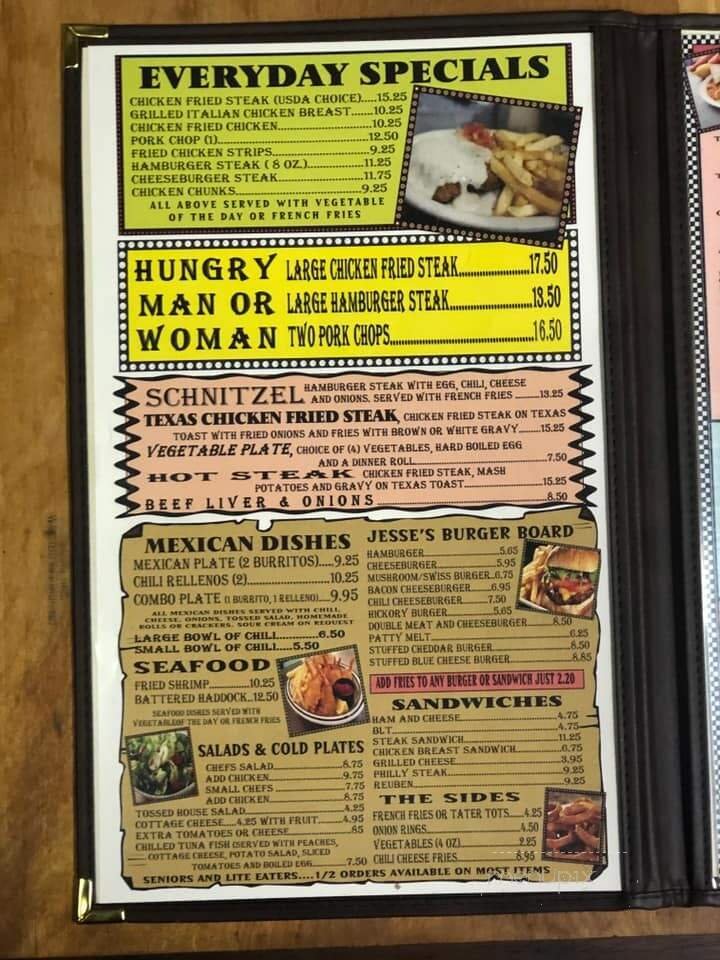 EVERYDAY SPECIALS
CHICKEN FRIED STEAK (USDA CHOICE).....15.25
GRILLED ITALIAN CHICKEN BREAST.......10.25
CHICKEN FRIED CHICKEN.......10.25
PORK CHOP (1).......12.50
FRIED CHICKEN STRIPS.......9.25
HAMBURGER STEAK ( 8 OZ.).......11.25
CHEESEBURGER STEAK.......11.75
CHICKEN CHUNKS.......9.25
ALL ABOVE SERVED WITH VEGETABLE
OF THE DAY OR FRENCH FRIES
HUNGRY LARGE CHICKEN FRIED STEAK.......17.50
MAN OR LARGE HAMBURGER STEAK.......13.50
WOMAN TWO PORK CHOPS.......16.50
SCHNITZEL HAMBURGER STEAK WITH EGG, CHILI, CHEESE
AND ONIONS. SERVED WITH FRENCH FRIES .......13.25
TEXAS CHICKEN FRIED STEAK, CHICKEN FRIED STEAK ON TEXAS
TOAST WITH FRIED ONIONS AND FRIES WITH BROWN OR WHITE GRAVY.......15.25
VEGETABLE PLATE, CHOICE OF (4) VEGETABLES, HARD BOILED EGG
AND A DINNER ROLL.......7.50
HOT STEAK CHICKEN FRIED STEAK, MASH
POTATOES AND GRAVY ON TEXAS TOAST.......15.25
BEEF LIVER & ONIONS.......8.50
MEXICAN DISHES
MEXICAN PLATE (2 BURRITOS)....9.25
CHILI RELLENOS (2).......10.25
COMBO PLATE (1 BURRITO, 1 RELLENO)...9.95
ALL MEXICAN DISHES SERVED WITH CHILI,
CHEESE, ONIONS, TOSSED SALAD, HOMEMADE
ROLLS OR CRACKERS. SOUR CREAM ON REQUEST
LARGE BOWL OF CHILI.......6.50
SMALL BOWL OF CHILI.....5.50
SEAFOOD
FRIED SHRIMP.......10.25
BATTERED HADDOCK..12.50
SEAFOOD DISHES SERVED WITH
VEGETABLEOF THE DAY OR FRENCH FRIES
SALADS & COLD PLATES
CHEFS SALAD.......8.75
ADD CHICKEN.......9.75
SMALL CHEFS .......7.75
ADD CHICKEN.......8.75
TOSSED HOUSE SALAD.......4.25
COTTAGE CHEESE....4.25 WITH FRUIT....4.95
EXTRA TOMATOES OR CHEESE.......85
CHILLED TUNA FISH (SERVED WITH PEACHES,
COTTAGE CHEESE, POTATO SALAD, SLICED
TOMATOES AND BOILED EGG.......7.50
JESSE'S BURGER BOARD
HAMBURGER.......5.65
CHEESEBURGER.......5.95
MUSHROOM/SWISS BURGER..6.75
BACON CHEESEBURGER.......6.95
CHILI CHEESEBURGER.......7.50
HICKORY BURGER.......5.65
DOUBLE MEAT AND CHEESEBURGER.......8.50
PATTY MELT.......6.25
STUFFED CHEDDAR BURGER.......8.50
STUFFED BLUE CHEESE BURGER.......8.85
ADD FRIES TO ANY BURGER OR SANDWICH JUST 2.20
SANDWICHES
HAM AND CHEESE.......4.75
BLT.......4.75
STEAK SANDWICH.......11.25
CHICKEN BREAST SANDWICH.......6.75
GRILLED CHEESE.......3.95
PHILLY STEAK.......9.25
REUBEN.......9.25
THE SIDES
FRENCH FRIES OR TATER TOTS....4.25
ONION RINGS.......4.50
VEGETABLES (4 OZ).......2.25
CHILI CHEESE FRIES.......8.95
SENIORS AND LITE EATERS....1/2 ORDERS AVAILABLE ON MOST ITEMS